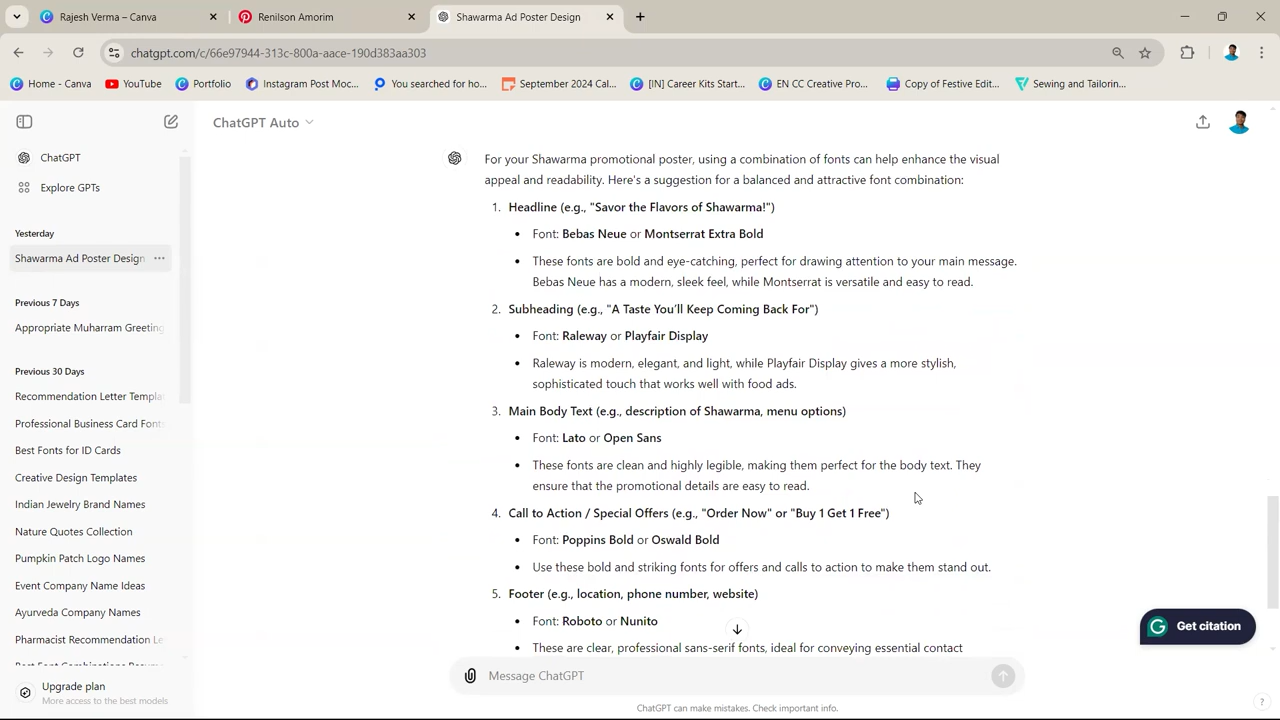 Rajesh Verma – Canva
Renilson Amorim
Shawarma Ad Poster Design
chatgpt.com/c/66e97944-313c-800a-aace-190d383aa303
Home - Canva
YouTube
Portfolio
Instagram Post Moc...
You searched for ho...
September 2024 Cal...
[IN] Career Kits Start...
EN CC Creative Pro...
Copy of Festive Edit...
Sewing and Tailorin...
ChatGPT Auto
ChatGPT
Explore GPTs
Yesterday
Shawarma Ad Poster Design
Previous 7 Days
Appropriate Muharram Greeting
Previous 30 Days
Recommendation Letter Templa
Professional Business Card Font
Best Fonts for ID Cards
Creative Design Templates
Indian Jewelry Brand Names
Nature Quotes Collection
Pumpkin Patch Logo Names
Event Company Name Ideas
Ayurveda Company Names
Pharmacist Recommendation Le
Best Font Combinations Resum
Upgrade plan
More access to the best models
For your Shawarma promotional poster, using a combination of fonts can help enhance the visual
appeal and readability. Here's a suggestion for a balanced and attractive font combination:
1. Headline (e.g., "Savor the Flavors of Shawarma!")
• Font: Bebas Neue or Montserrat Extra Bold
• These fonts are bold and eye-catching, perfect for drawing attention to your main message.
Bebas Neue has a modern, sleek feel, while Montserrat is versatile and easy to read.
2. Subheading (e.g., "A Taste You'll Keep Coming Back For")
• Font: Raleway or Playfair Display
• Raleway is modern, elegant, and light, while Playfair Display gives a more stylish,
sophisticated touch that works well with food ads.
3. Main Body Text (e.g., description of Shawarma, menu options)
• Font: Lato or Open Sans
• These fonts are clean and highly legible, making them perfect for the body text. They
ensure that the promotional details are easy to read.
4. Call to Action / Special Offers (e.g., "Order Now" or "Buy 1 Get 1 Free")
• Font: Poppins Bold or Oswald Bold
• Use these bold and striking fonts for offers and calls to action to make them stand out.
5. Footer (e.g., location, phone number, website)
• Font: Roboto or Nunito
• These are clear, professional sans-serif fonts, ideal for conveying essential contact
Get citation
Message ChatGPT
ChatGPT can make mistakes. Check important info.
?